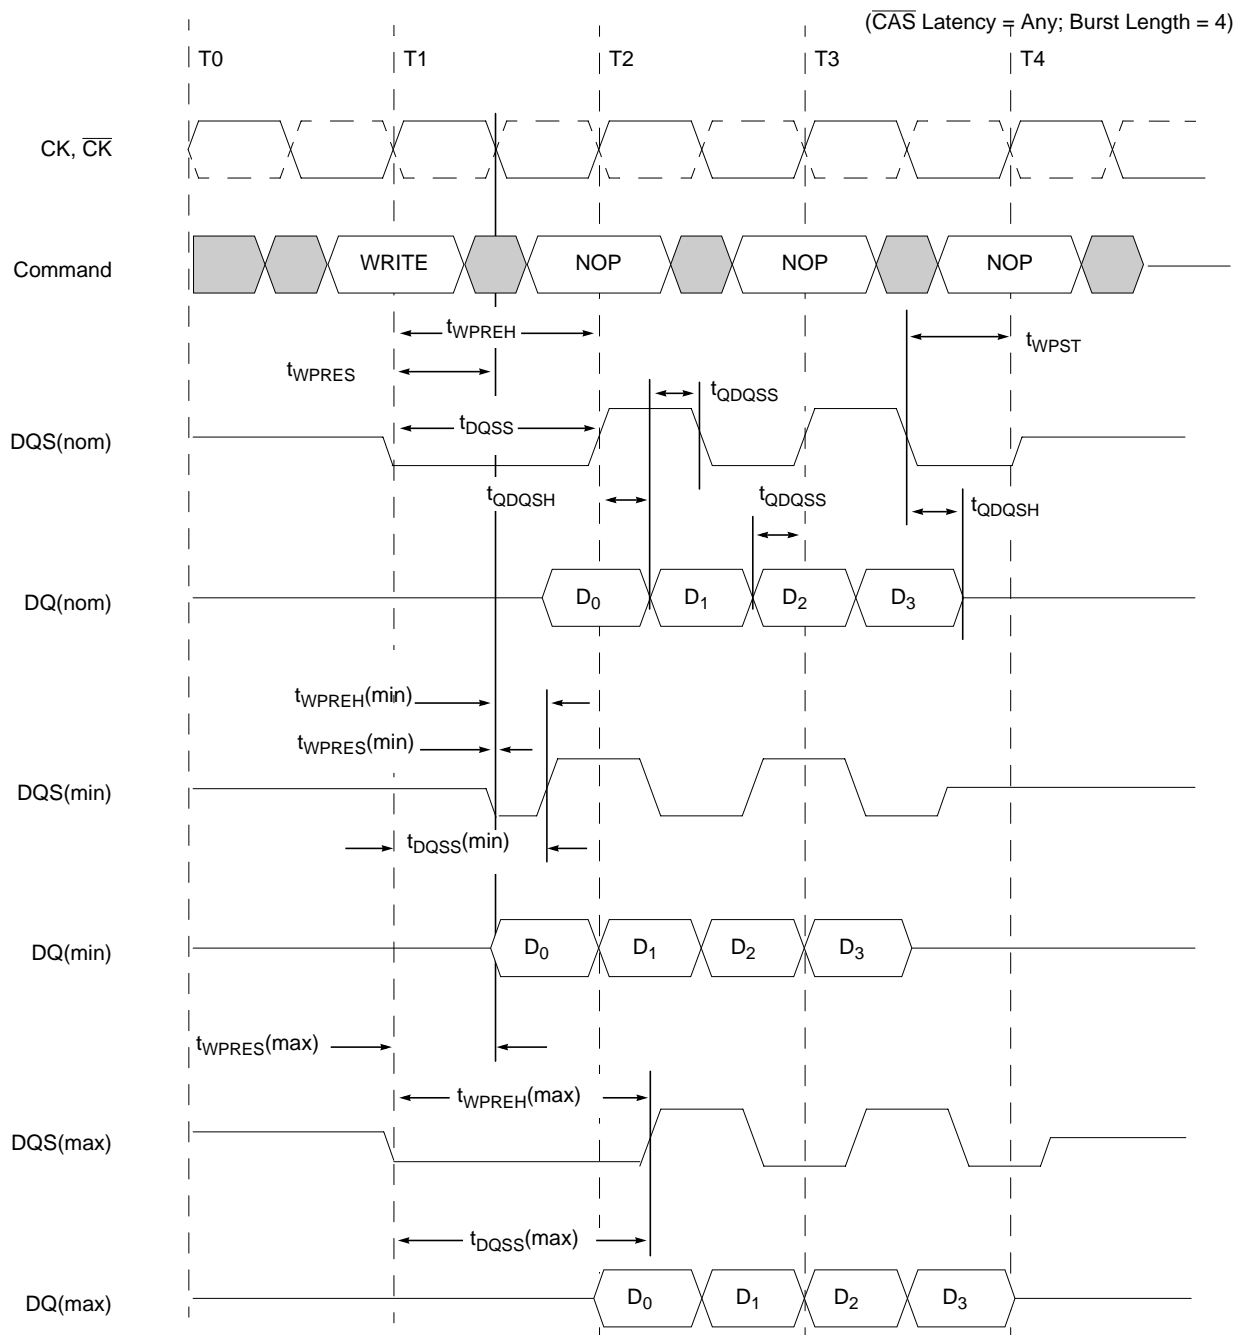 (CAS Latency = Any; Burst Length = 4)
T0 T1 T2 T3 T4
CK, CK
Command WRITE NOP NOP NOP
tWPREH
tWPST
tWPRES
tQDQSS
tDQSS
DQS(nom)
tQDQSH tQDQSS tQDQSH
DQ(nom) D0 D1 D2 D3
tWPREH(min)
tWPRES(min)
DQS(min)
tDQSS(min)
DQ(min) D0 D1 D2 D3
tWPRES(max)
tWPREH(max)
DQS(max)
tDQSS(max)
DQ(max) D0 D1 D2 D3